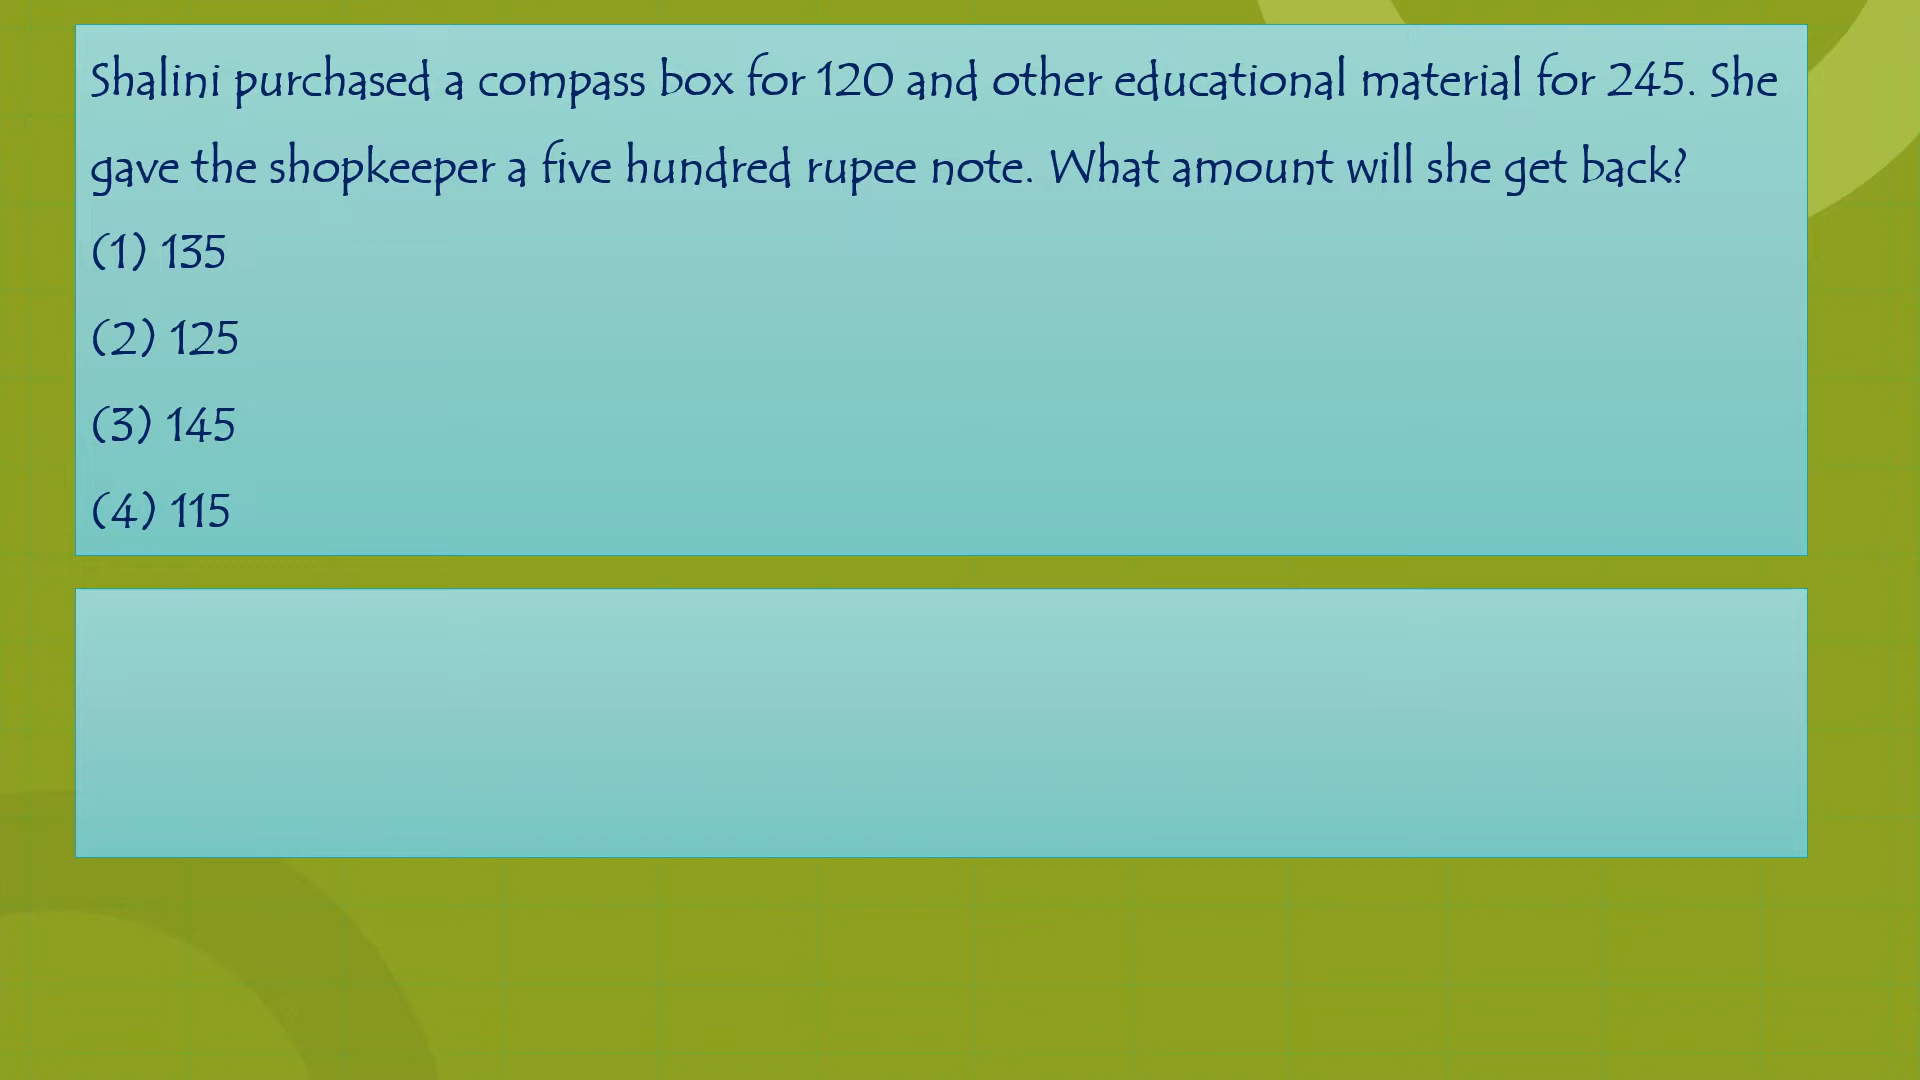 Shalini purchased a compass box for 120 and other educational material for 245. She
gave the shopkeeper a five hundred rupee note. What amount will she get back?
(1) 135
(2) 125
(3) 145
(4) 115